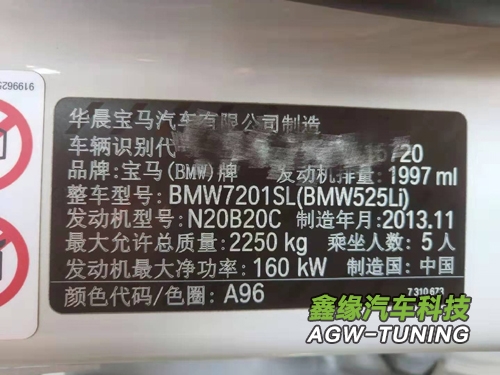 华晨宝马汽车有限公司制造
车辆识别代 6720
品牌:宝马(BMW)牌 发动机排量:1997 ml
整车型号:BMW7201SL(BMW525Li)
发动机型号:N20B20C 制造年月:2013.11
最大允许总质量:2250 kg 乘坐人数:5人
发动机最大净功率:160 kW 制造国:中国
颜色代码/色圈:A96
7 310 673
鑫缘汽车科技
AGW-TUNING